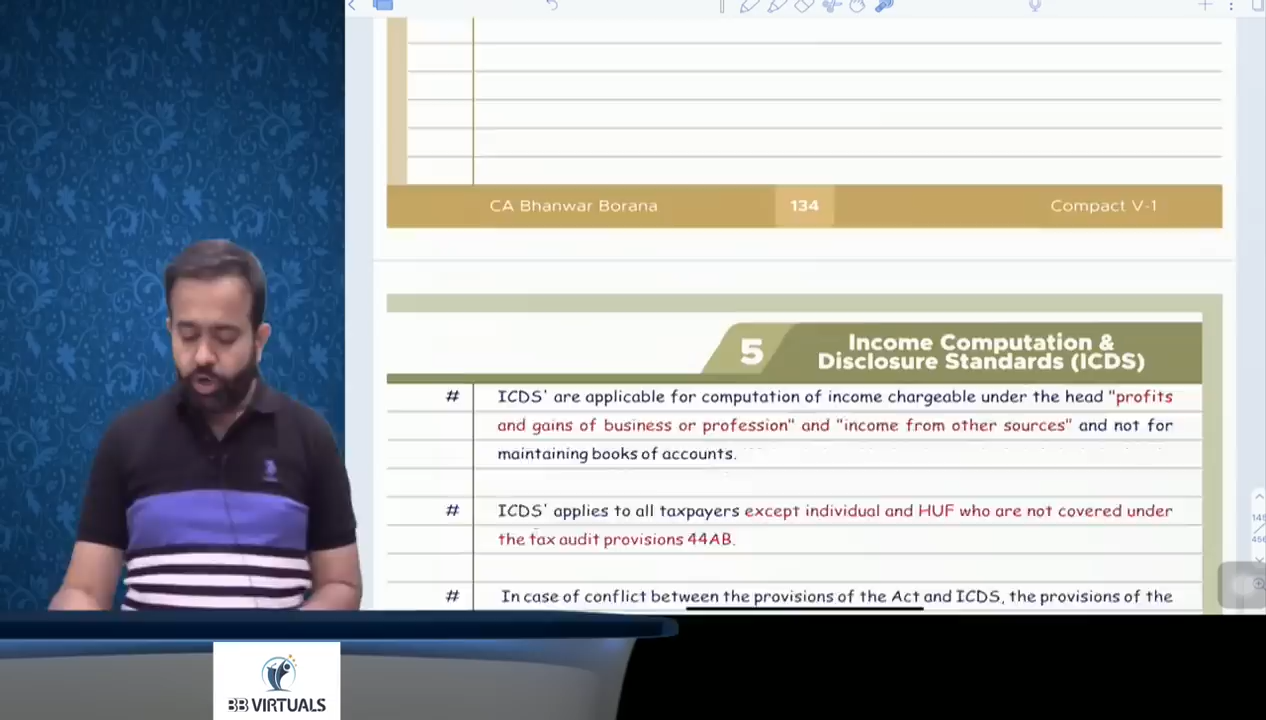 CA Bhanwar Borana 134 Compact V-1
5 Income Computation &
Disclosure Standards (ICDS)
# ICDS' are applicable for computation of income chargeable under the head "profits
and gains of business or profession" and "income from other sources" and not for
maintaining books of accounts.
# ICDS' applies to all taxpayers except individual and HUF who are not covered under
the tax audit provisions 44AB.
# In case of conflict between the provisions of the Act and ICDS, the provisions of the
BB VIRTUALS